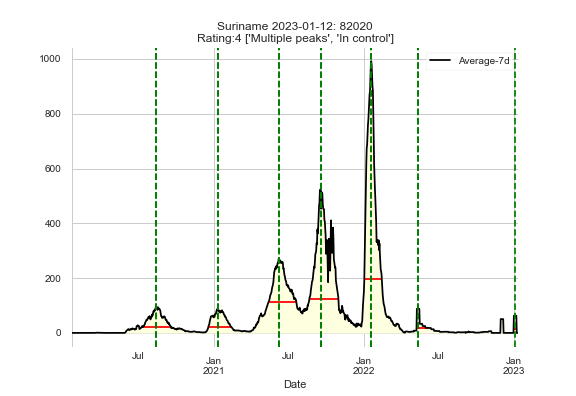 Suriname 2023-01-12: 82020
Rating:4 ['Multiple peaks', 'In control']
Average-7d
1000
800
600
400
200
0
Jul
Jan
2021
Jul
Jan
2022
Jul
Jan
2023
Date